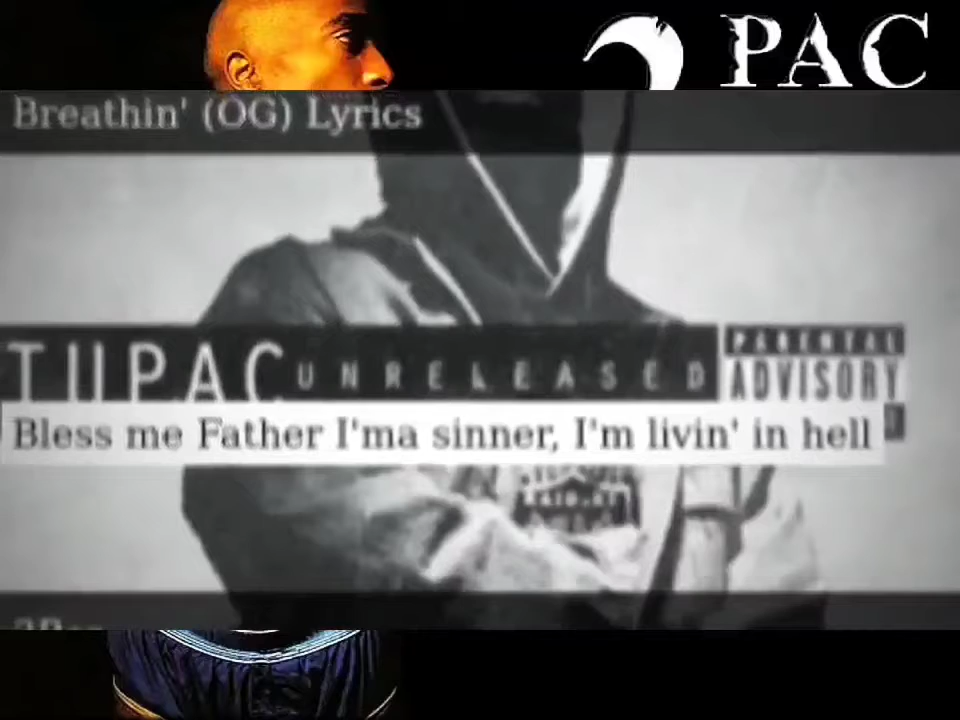 PAC
Breathin' (OG) Lyrics
TUPAC UNRELEASED PARENTAL
ADVISORY
Bless me Father I'ma sinner, I'm livin' in hell